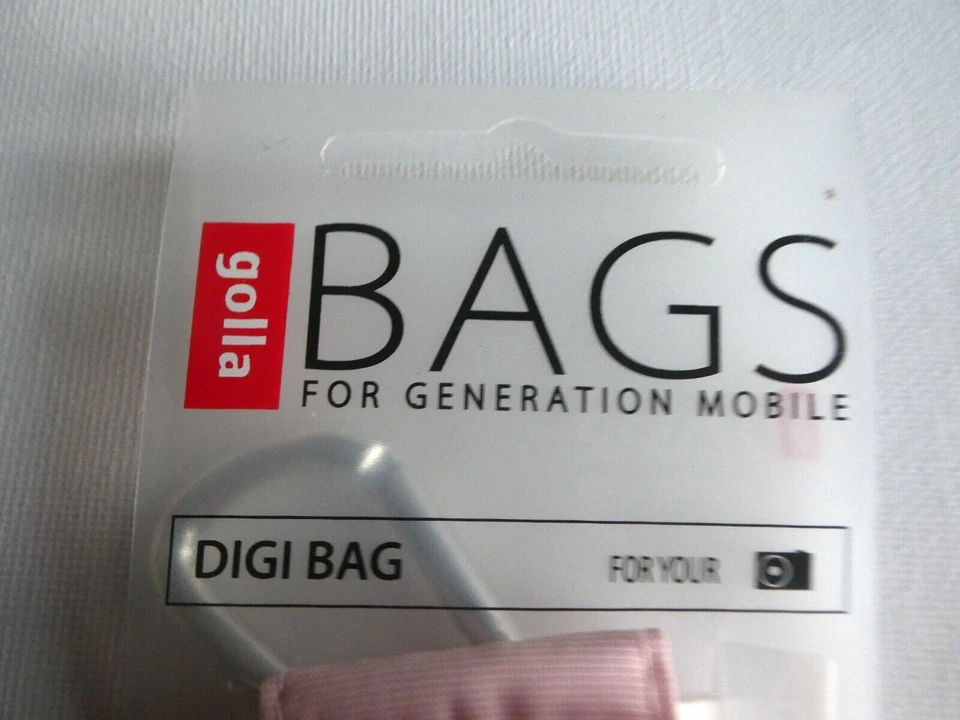 golla
BAGS
FOR GENERATION MOBILE
DIGI BAG FOR YOUR